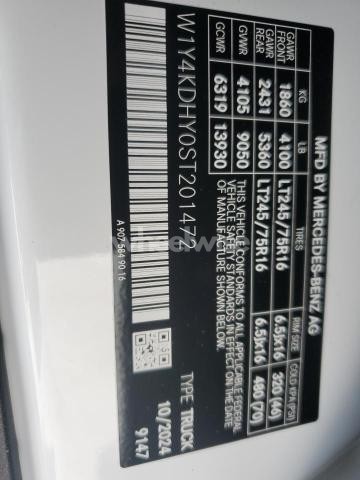 MFD BY MERCEDES-BENZ AG
KG LB TIRES RIM SIZE COLD KPA (PSI)
GAWR FRONT 1860 4100 LT245/75R16 6.5Jx16 320 (46)
GAWR REAR 2431 5360 LT245/75R16 6.5Jx16 480 (70)
GVWR 4105 9050
GCWR 6319 13930
THIS VEHICLE CONFORMS TO ALL APPLICABLE FEDERAL
VEHICLE SAFETY STANDARDS IN EFFECT ON THE DATE
OF MANUFACTURE SHOWN ABOVE.
W1Y4KDHY0ST201472
TYPE: TRUCK
10/2024
9147
A 907 584 90 16